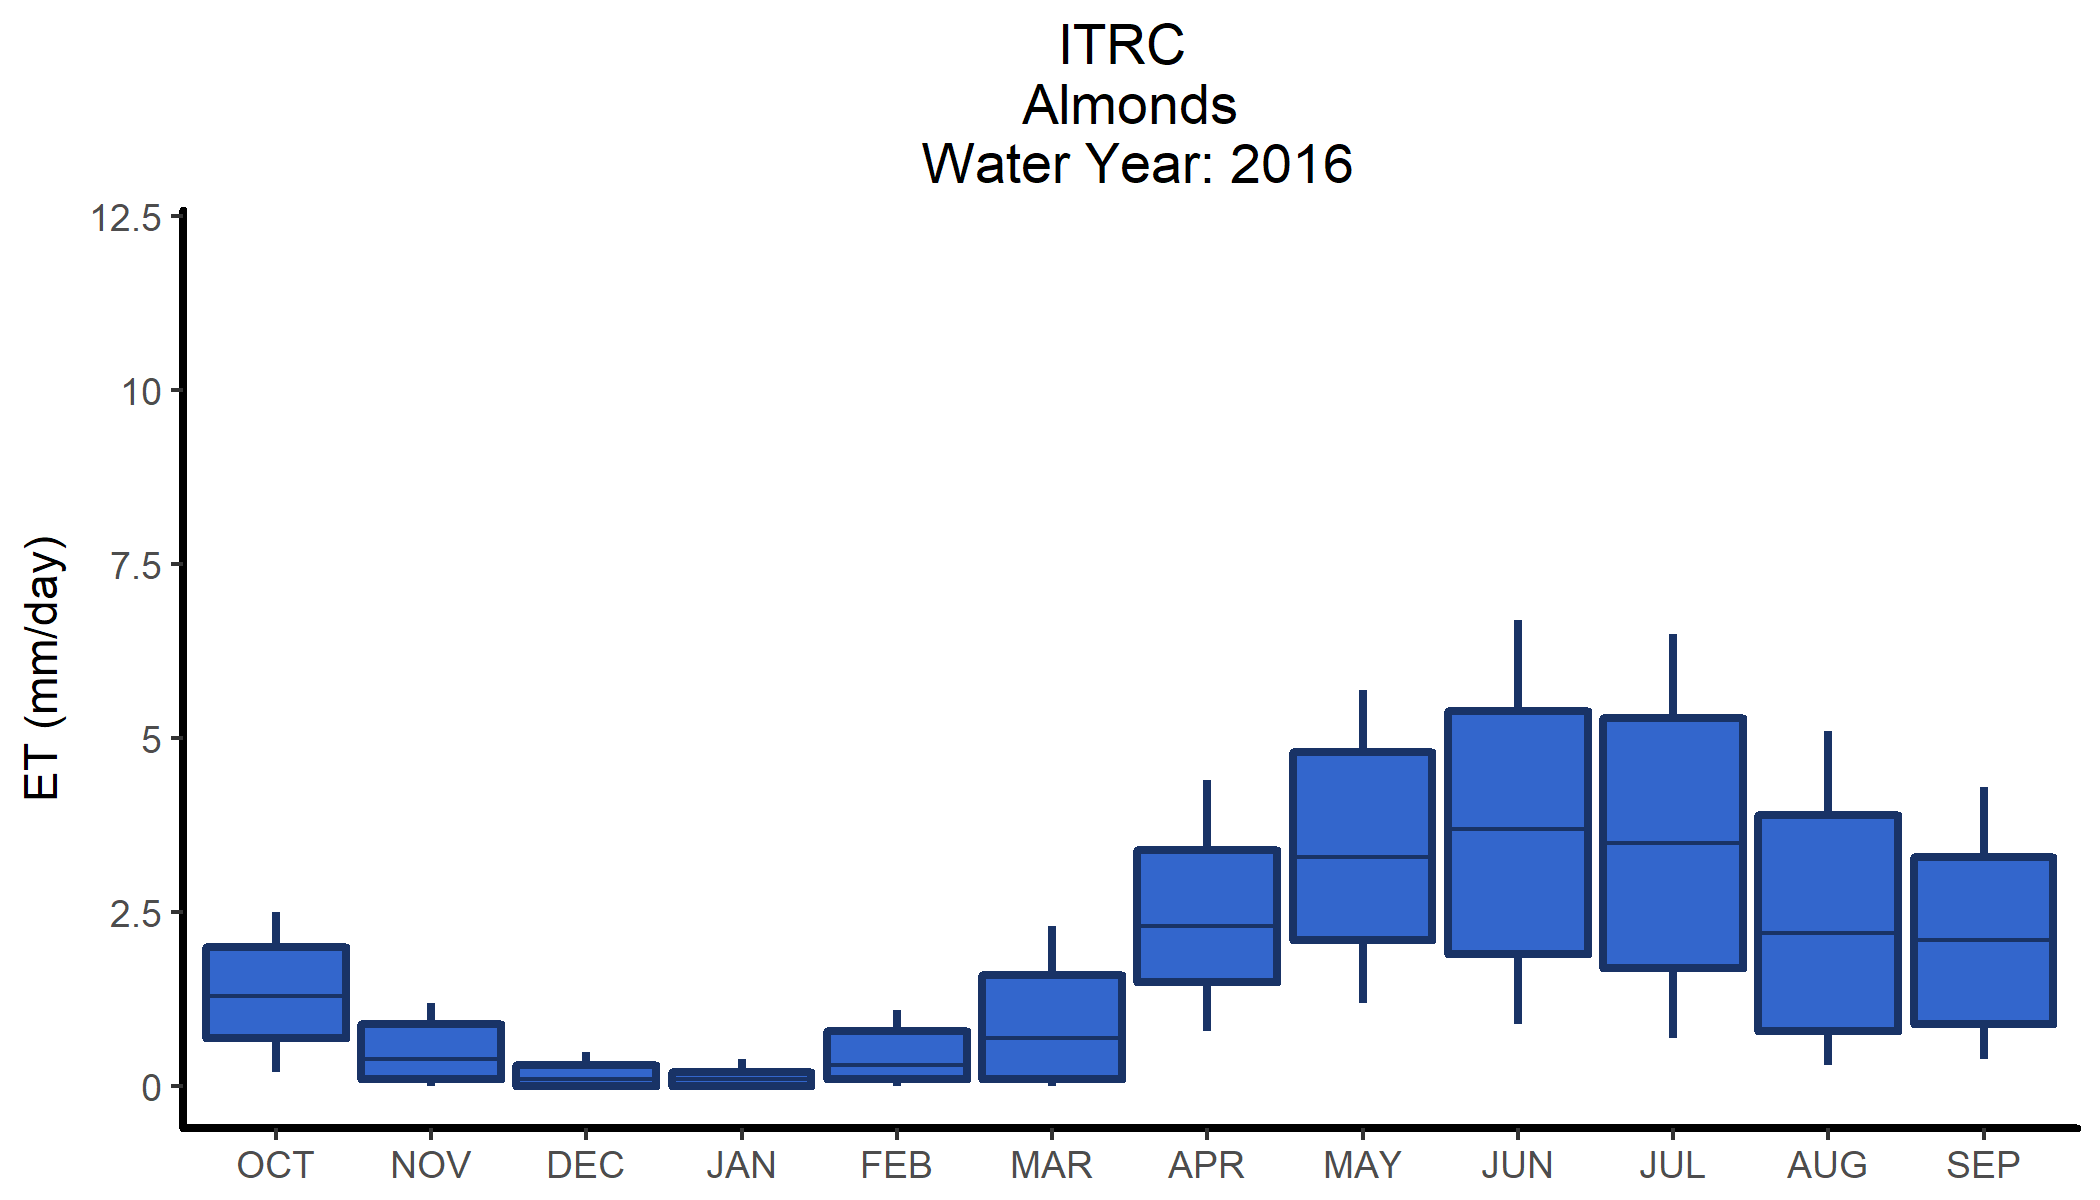 ITRC
Almonds
Water Year: 2016
12.5
10
7.5
5
2.5
0
ET (mm/day)
OCT NOV DEC JAN FEB MAR APR MAY JUN JUL AUG SEP